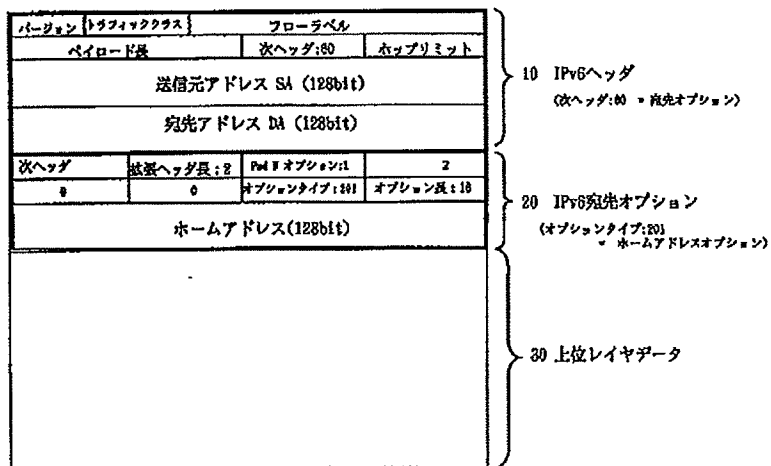 バージョン トラフィッククラス フローラベル
ペイロード長 次ヘッダ:60 ホップリミット
送信元アドレス SA (128bit)
宛先アドレス DA (128bit)
10 IPv6ヘッダ
(次ヘッダ:60 = 宛先オプション)
次ヘッダ 拡張ヘッダ長:2 Pad N オプション:1 2
0 0 オプションタイプ:201 オプション長:16
ホームアドレス(128bit)
20 IPv6宛先オプション
(オプションタイプ:201
= ホームアドレスオプション)
30 上位レイヤデータ